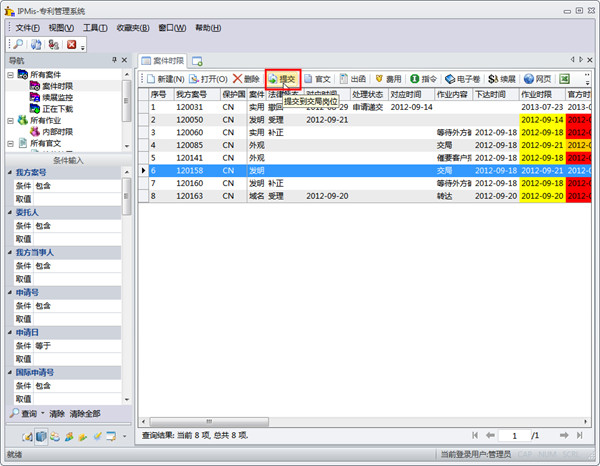 IPMis-专利管理系统
文件(F) 视图(V) 工具(T) 收藏夹(B) 窗口(W) 帮助(H)
导航
所有案件
案件时限
续展监控
正在下载
所有作业
内部时限
所有官文
条件输入
我方案号
条件 包含
取值
委托人
条件 包含
取值
我方当事人
条件 包含
取值
申请号
条件 包含
取值
申请日
条件 等于
取值
国际申请号
条件 包含
取值
查询 清除 清除全部
案件时限
新建(N) 打开(O) 删除 提交 官文 出函 费用 指令 电子卷 续展 网页
提交到交局岗位
序号 我方案号 保护国 案件 法律状态 对应时间 处理状态 对应时间 作业内容 下达时间 作业时限 官方时
1 120031 CN 实用 撤回 2012-08-29 申请递交 2012-09-14 2013-07-23 2013-0
2 120050 CN 发明 受理 2012-09-21 2012-09-14 2012-
3 120060 CN 实用 补正 等待外方 2012-09-18 2012-09-18 2012-
4 120085 CN 外观 交局 2012-09-18 2012-09-21 2012-0
5 120141 CN 外观 催要客户 2012-09-18 2012-09-18 2012-
6 120158 CN 发明 交局 2012-09-18 2012-09-21 2012-0
7 120160 CN 发明 补正 等待外方 2012-09-18 2012-09-18 2012-
8 120163 CN 域名 受理 2012-09-20 转达 2012-09-20 2012-09-20 2012-
查询结果: 当前 8 项, 总共 8 项。
1 /1
就绪
当前登录用户:管理员
CAP NUM SCRL